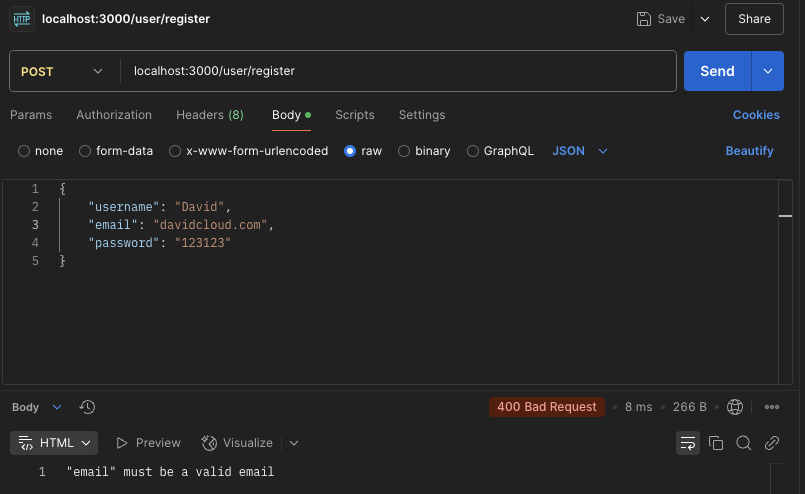 HTTP localhost:3000/user/register Save Share
POST localhost:3000/user/register Send
Params Authorization Headers (8) Body Scripts Settings Cookies
none form-data x-www-form-urlencoded raw binary GraphQL JSON Beautify
1 {
2 "username": "David",
3 "email": "davidcloud.com",
4 "password": "123123"
5 }
Body 400 Bad Request • 8 ms • 266 B
HTML Preview Visualize
1 "email" must be a valid email